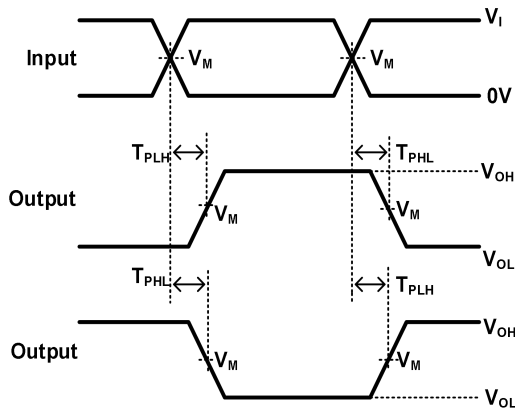 V_I
Input
V_M
V_M
0V
T_PLH
T_PHL
V_OH
Output
V_M
V_M
V_OL
T_PHL
T_PLH
V_OH
Output
V_M
V_M
V_OL